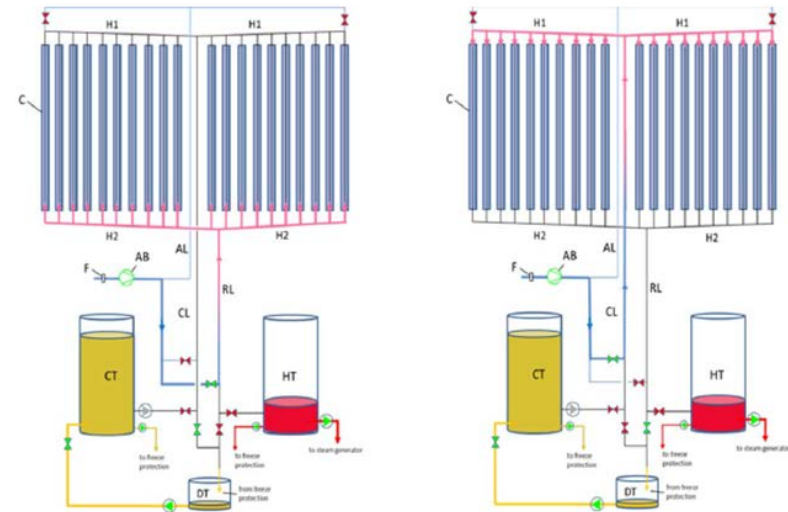 H1
H1
C
H2
H2
AL
F
AB
RL
CL
CT
HT
to freeze
protection
to freeze
protection
to steam generator
DT
from freeze
protection
H1
H1
C
H2
H2
AL
F
AB
RL
CL
CT
HT
to freeze
protection
to freeze
protection
to steam generator
DT
from freeze
protection